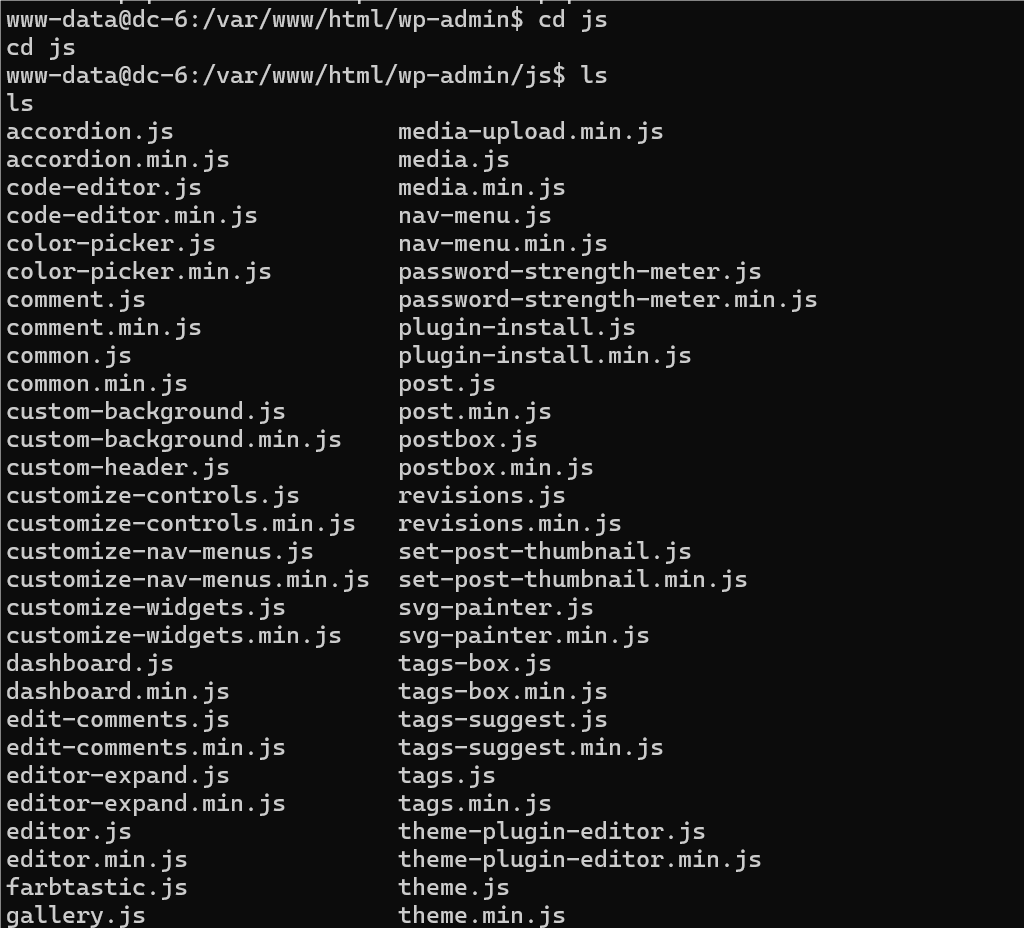 www-data@dc-6:/var/www/html/wp-admin$ cd js
cd js
www-data@dc-6:/var/www/html/wp-admin/js$ ls
ls
accordion.js                media-upload.min.js
accordion.min.js            media.js
code-editor.js              media.min.js
code-editor.min.js          nav-menu.js
color-picker.js             nav-menu.min.js
color-picker.min.js         password-strength-meter.js
comment.js                  password-strength-meter.min.js
comment.min.js              plugin-install.js
common.js                   plugin-install.min.js
common.min.js               post.js
custom-background.js        post.min.js
custom-background.min.js    postbox.js
custom-header.js            postbox.min.js
customize-controls.js       revisions.js
customize-controls.min.js   revisions.min.js
customize-nav-menus.js      set-post-thumbnail.js
customize-nav-menus.min.js  set-post-thumbnail.min.js
customize-widgets.js        svg-painter.js
customize-widgets.min.js    svg-painter.min.js
dashboard.js                tags-box.js
dashboard.min.js            tags-box.min.js
edit-comments.js            tags-suggest.js
edit-comments.min.js        tags-suggest.min.js
editor-expand.js            tags.js
editor-expand.min.js        tags.min.js
editor.js                   theme-plugin-editor.js
editor.min.js               theme-plugin-editor.min.js
farbtastic.js               theme.js
gallery.js                  theme.min.js